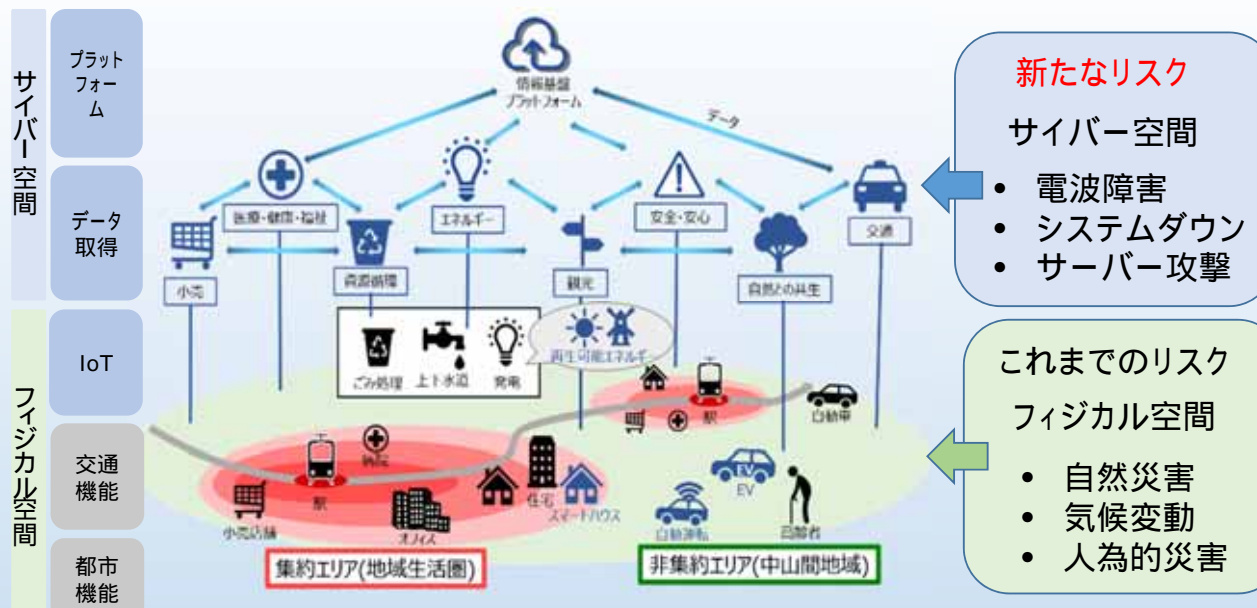 サイバー空間
プラット
フォー
ム
データ
取得
フィジカル空間
IoT
交通
機能
都市
機能
情報基盤
プラットフォーム
データ
医療・健康・福祉
エネルギー
安全・安心
交通
小売
資源循環
観光
自然との共生
ごみ処理
上下水道
発電
再生可能エネルギー
駅
自動車
病院
駅
小売店舗
オフィス
住宅
スマートハウス
EV
EV
自動運転
高齢者
集約エリア(地域生活圏)
非集約エリア(中山間地域)
新たなリスク
サイバー空間
• 電波障害
• システムダウン
• サーバー攻撃
これまでのリスク
フィジカル空間
• 自然災害
• 気候変動
• 人為的災害